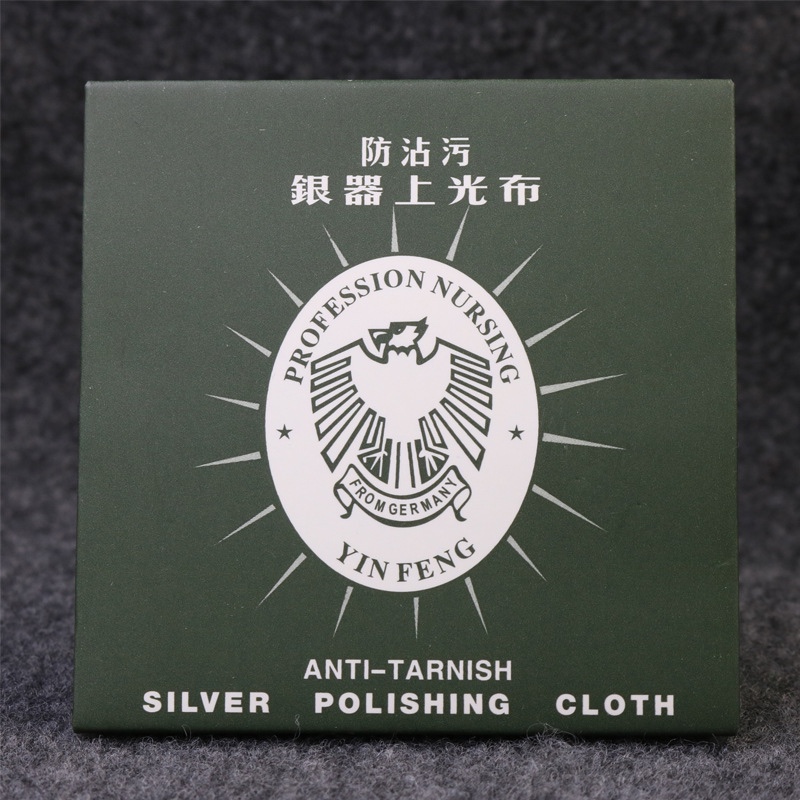 防沾污
銀器上光布
PROFESSION NURSING
FROM GERMANY
YIN FENG
ANTI-TARNISH
SILVER POLISHING CLOTH